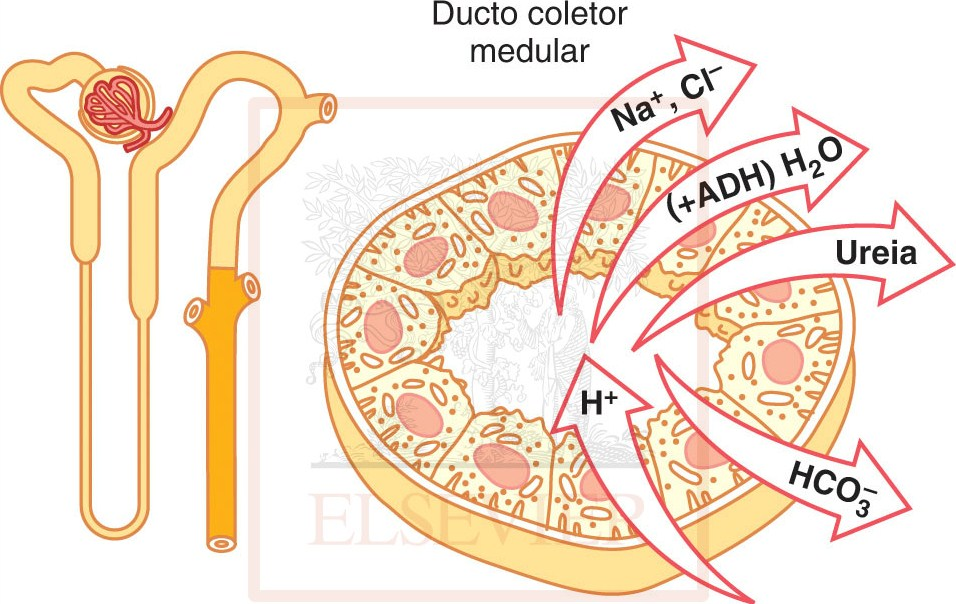 Ducto coletor
medular
Na⁺, Cl⁻
(+ADH) H₂O
Ureia
H⁺
HCO₃⁻
ELSEVIER